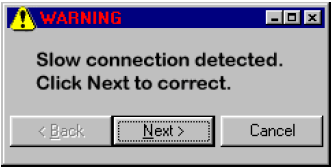 WARNING
Slow connection detected.
Click Next to correct.
< Back Next > Cancel